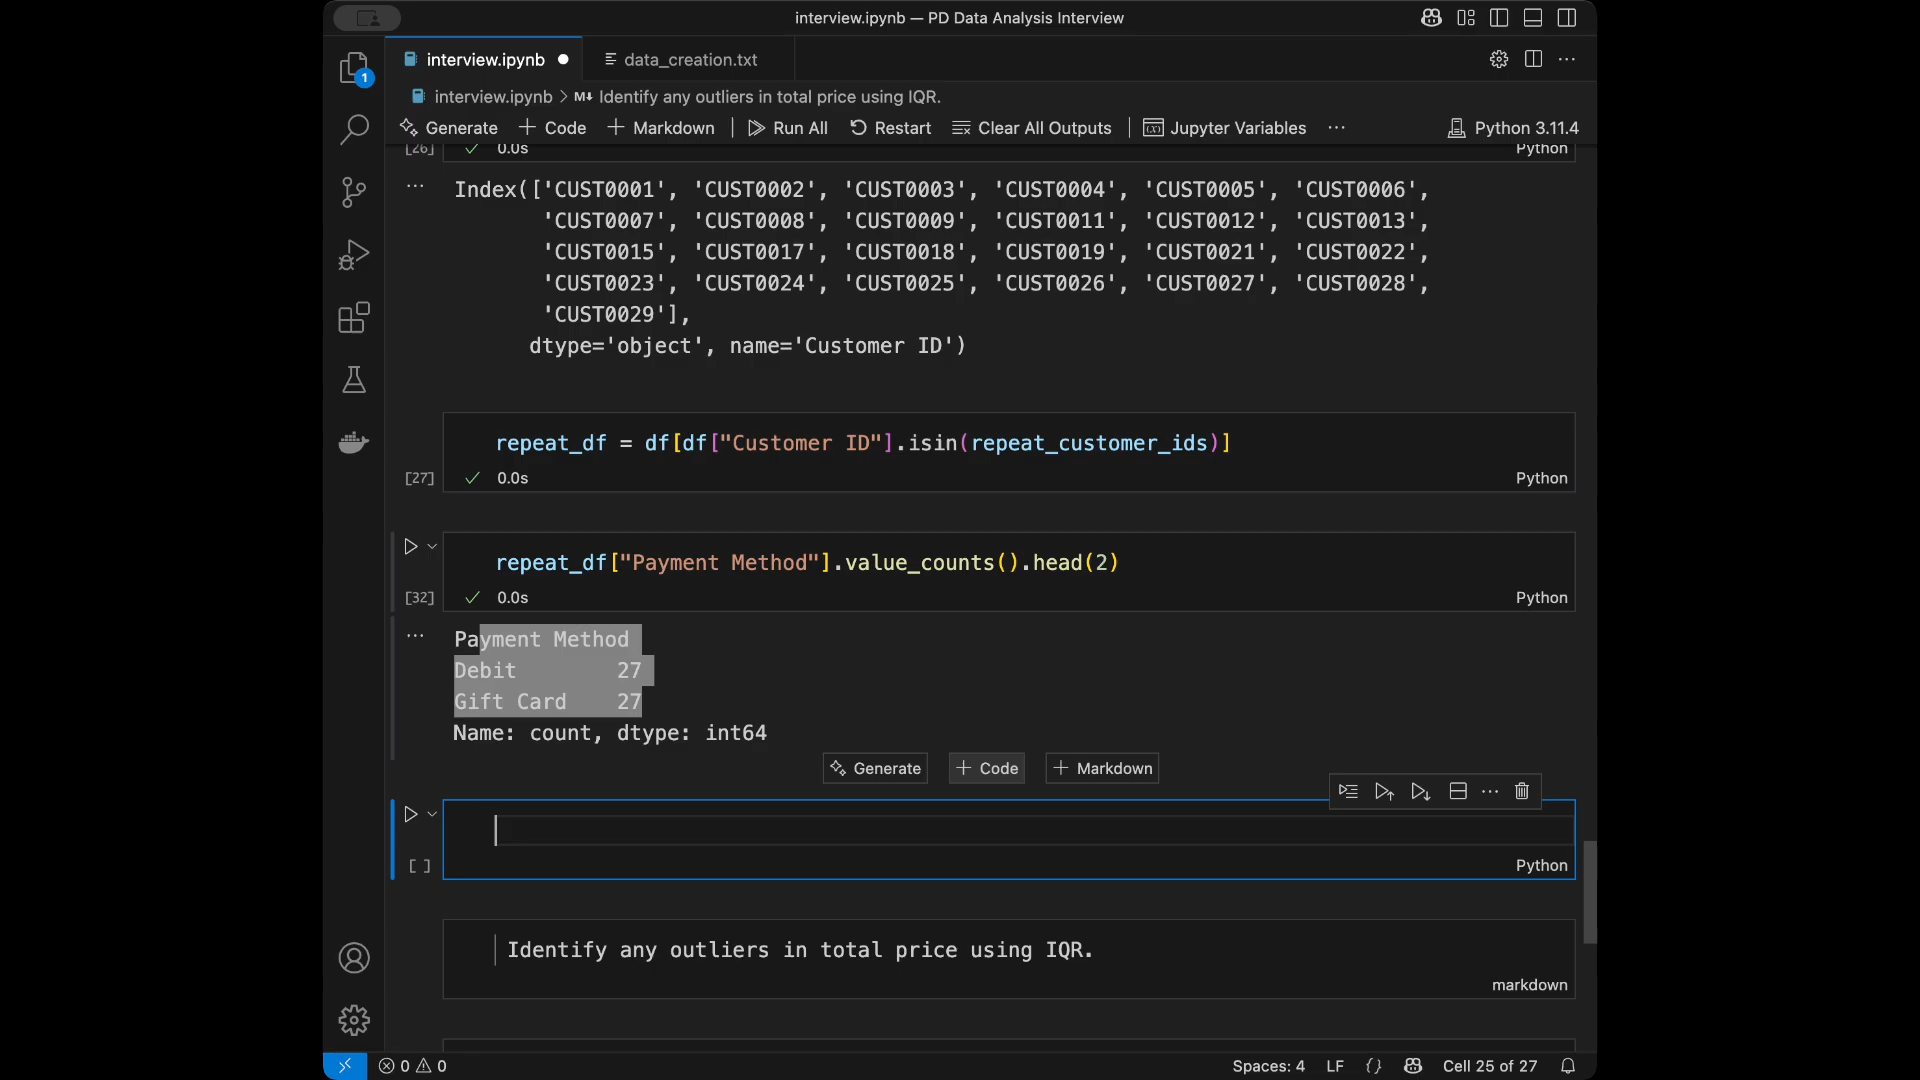 interview.ipynb — PD Data Analysis Interview
interview.ipynb
data_creation.txt
1
interview.ipynb > M↓ Identify any outliers in total price using IQR.
Generate + Code + Markdown Run All Restart Clear All Outputs Jupyter Variables ... Python 3.11.4
[26] 0.0s Python
... Index(['CUST0001', 'CUST0002', 'CUST0003', 'CUST0004', 'CUST0005', 'CUST0006',
'CUST0007', 'CUST0008', 'CUST0009', 'CUST0011', 'CUST0012', 'CUST0013',
'CUST0015', 'CUST0017', 'CUST0018', 'CUST0019', 'CUST0021', 'CUST0022',
'CUST0023', 'CUST0024', 'CUST0025', 'CUST0026', 'CUST0027', 'CUST0028',
'CUST0029'],
dtype='object', name='Customer ID')
repeat_df = df[df["Customer ID"].isin(repeat_customer_ids)]
[27] 0.0s Python
repeat_df["Payment Method"].value_counts().head(2)
[32] 0.0s Python
... Payment Method
Debit 27
Gift Card 27
Name: count, dtype: int64
Generate + Code + Markdown
[ ] Python
Identify any outliers in total price using IQR.
markdown
0 0 Spaces: 4 LF {} Cell 25 of 27